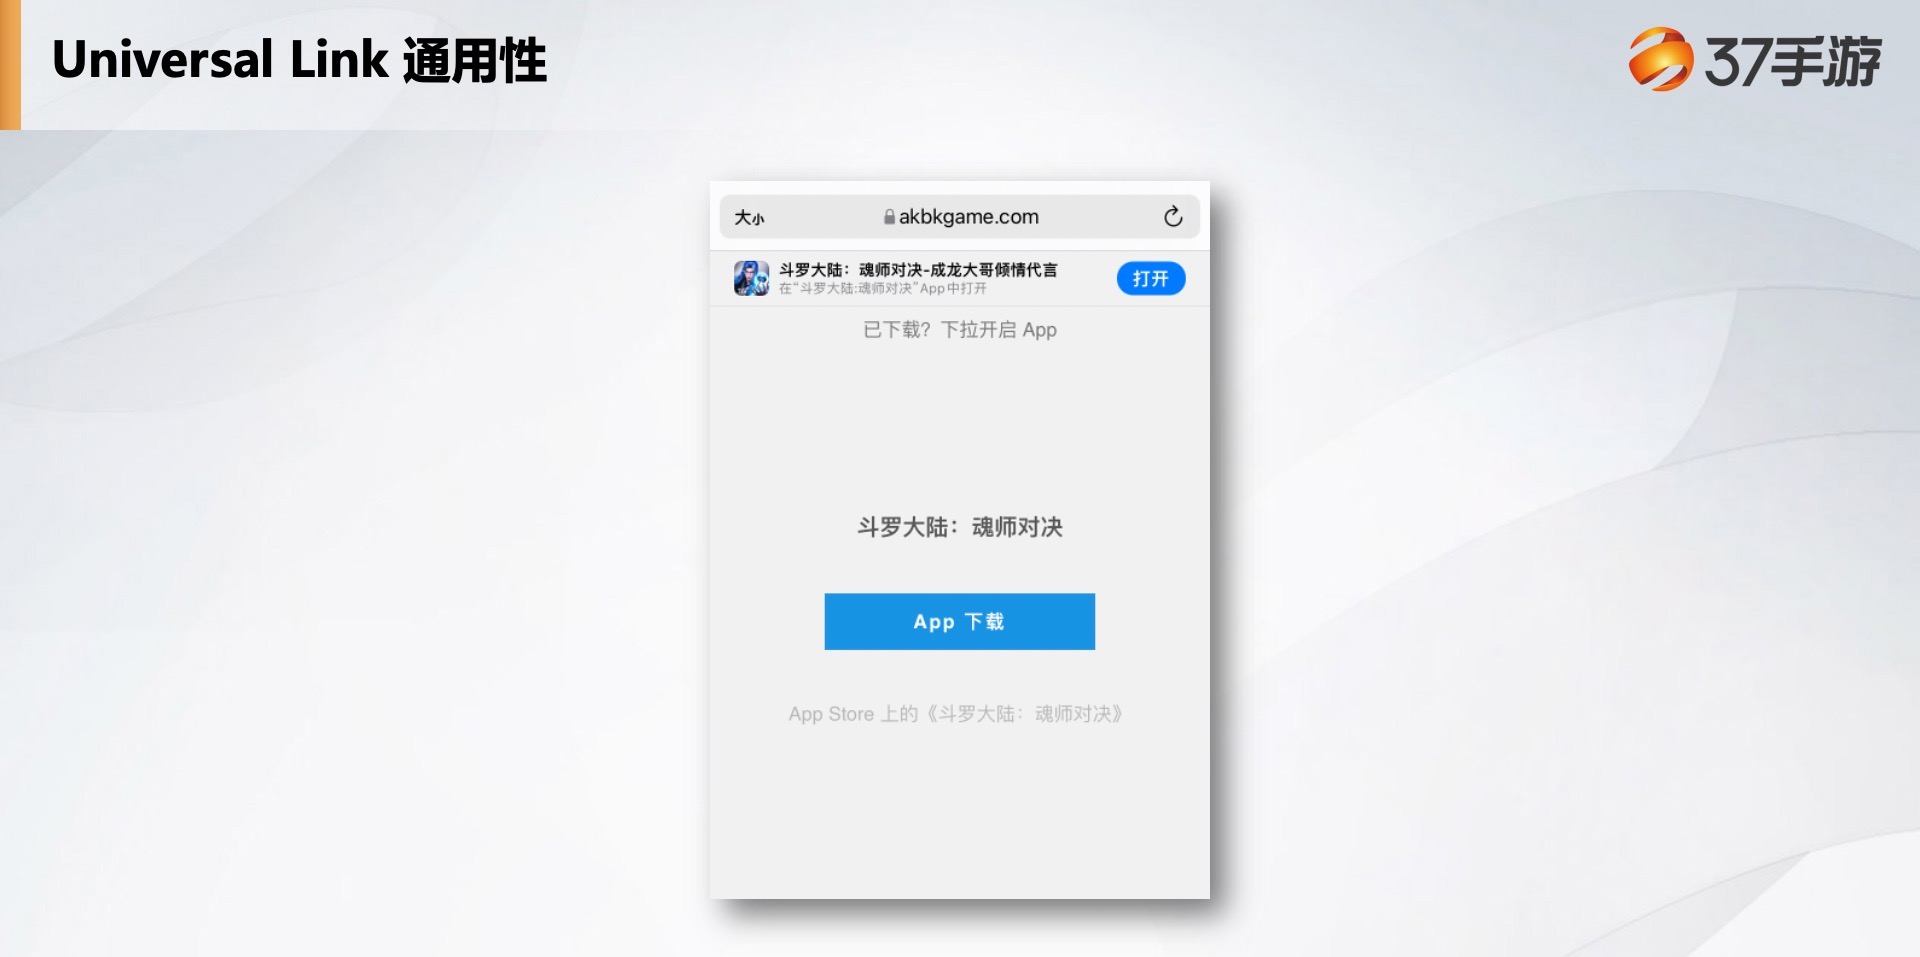 Universal Link 通用性
37手游
大小
akbkgame.com
斗罗大陆：魂师对决-成龙大哥倾情代言
在“斗罗大陆:魂师对决”App中打开
打开
已下载？下拉开启 App
斗罗大陆：魂师对决
App 下载
App Store 上的《斗罗大陆：魂师对决》